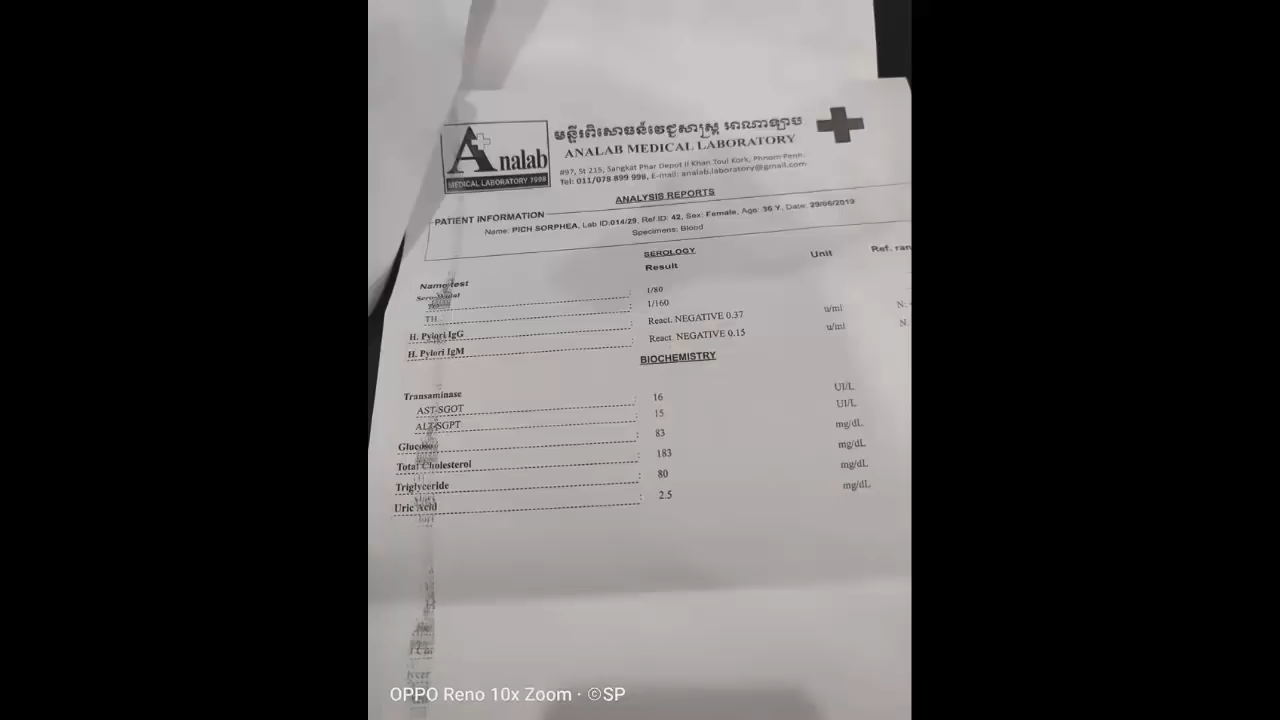 Analab
MEDICAL LABORATORY 1998
មន្ទីរពិសោធន៍វេជ្ជសាស្ត្រ អាណាឡាប
ANALAB MEDICAL LABORATORY
#97, St 215, Sangkat Phar Depot II Khan Toul Kork, Phnom Penh.
Tel: 011/078 899 998, E-mail: analab.laboratory@gmail.com
ANALYSIS REPORTS
PATIENT INFORMATION
Name: PICH SORPHEA, Lab ID:014/29, Ref.ID: 42, Sex: Female, Age: 36 Y, Date: 29/06/2019
Specimens: Blood
SEROLOGY
Name test Result Unit Ref. ran
: 1/80
TH : 1/160
H. Pylori IgG : React. NEGATIVE 0.37 u/ml N:
H. Pylori IgM : React. NEGATIVE 0.15 u/ml N.
BIOCHEMISTRY
Transaminase
AST-SGOT : 16 UI/L
ALT-SGPT : 15 UI/L
Glucose : 83 mg/dL
Total Cholesterol : 183 mg/dL
Triglyceride : 80 mg/dL
Uric Acid : 2.5 mg/dL
OPPO Reno 10x Zoom · ©SP